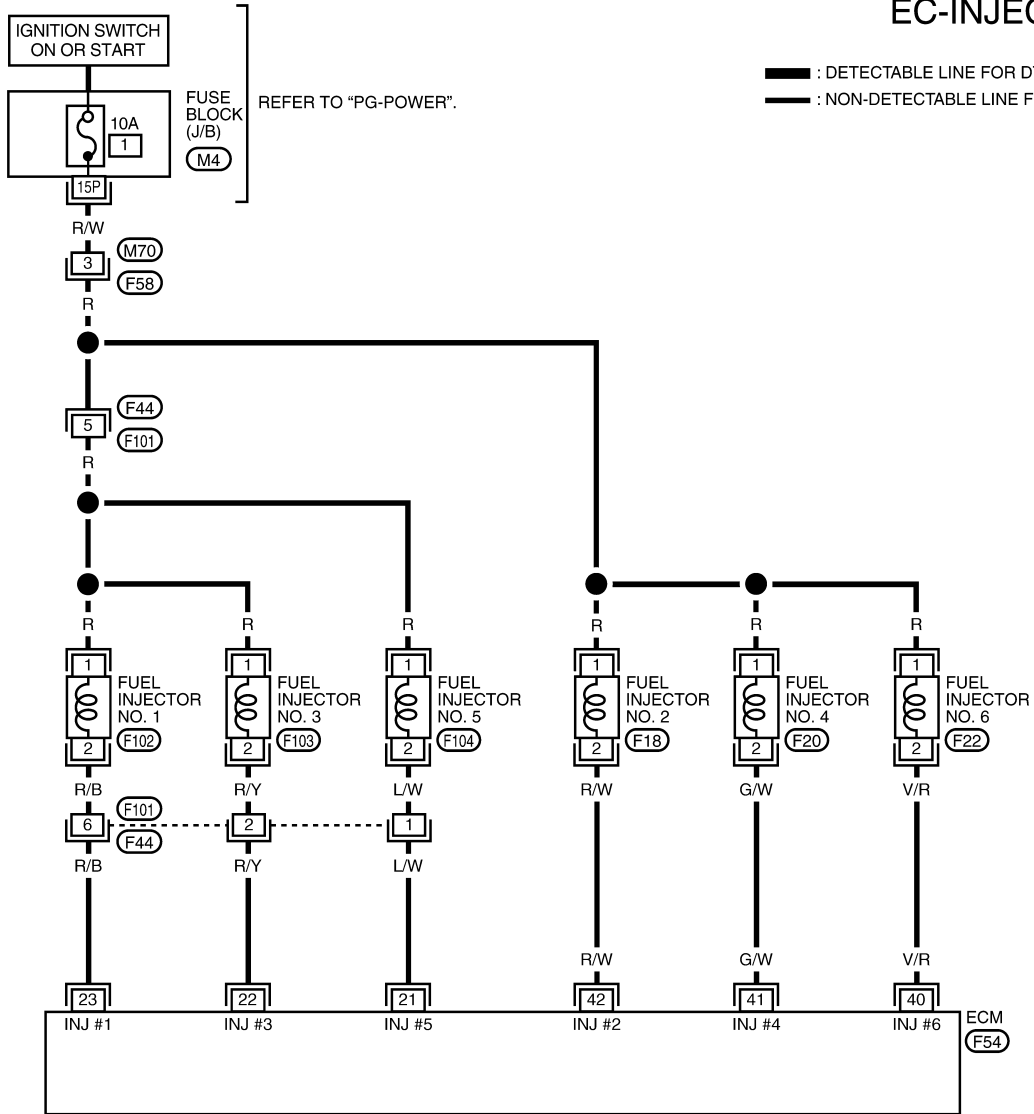 EC-INJEC
IGNITION SWITCH
ON OR START
: DETECTABLE LINE FOR D
: NON-DETECTABLE LINE F
FUSE
BLOCK
(J/B)
M4
REFER TO “PG-POWER”.
10A
1
15P
R/W
3
M70
F58
R
5
F44
F101
R
R R R R R R
1 1 1 1 1 1
FUEL
INJECTOR
NO. 1
F102
FUEL
INJECTOR
NO. 3
F103
FUEL
INJECTOR
NO. 5
F104
FUEL
INJECTOR
NO. 2
F18
FUEL
INJECTOR
NO. 4
F20
FUEL
INJECTOR
NO. 6
F22
2 2 2 2 2 2
R/B R/Y L/W R/W G/W V/R
F101
6 2 1
F44
R/B R/Y L/W
R/W G/W V/R
23 22 21 42 41 40
INJ #1 INJ #3 INJ #5 INJ #2 INJ #4 INJ #6
ECM
F54